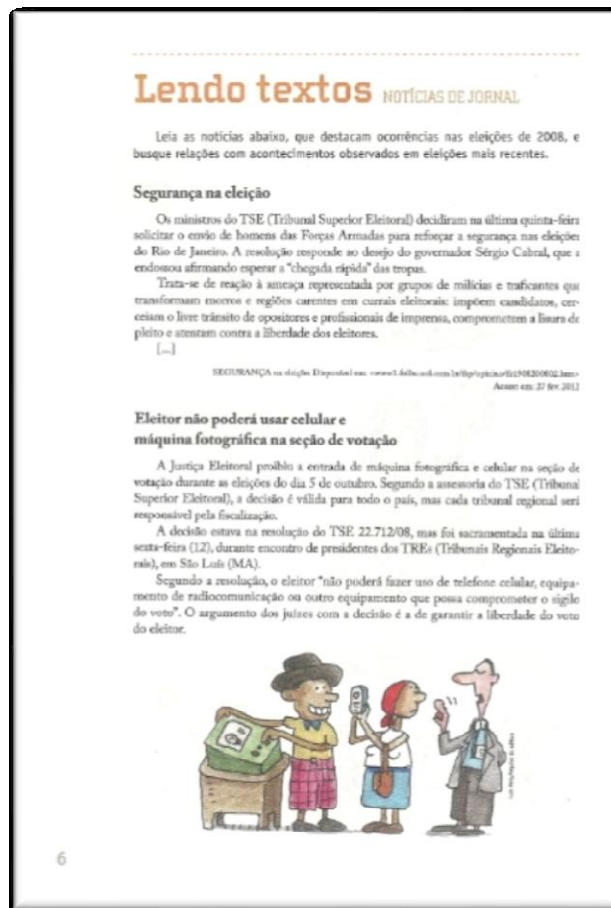 Lendo textos NOTÍCIAS DE JORNAL
Leia as notícias abaixo, que destacam ocorrências nas eleições de 2008, e
busque relações com acontecimentos observados em eleições mais recentes.
Segurança na eleição
Os ministros do TSE (Tribunal Superior Eleitoral) decidiram na última quinta-feira
solicitar o envio de homens das Forças Armadas para reforçar a segurança nas eleições
do Rio de Janeiro. A resolução responde ao desejo do governador Sérgio Cabral, que a
endossou afirmando esperar a "chegada rápida" das tropas.
Trata-se de reação à ameaça representada por grupos de milícias e traficantes que
transformam morros e regiões carentes em currais eleitorais: impõem candidatos, cer-
ceiam o livre trânsito de opositores e profissionais de imprensa, comprometem a lisura de
pleito e atentam contra a liberdade dos eleitores.
[...]
SEGURANÇA na eleição. Disponível em:
Acesso em: 27 fev. 2012
Eleitor não poderá usar celular e
máquina fotográfica na seção de votação
A Justiça Eleitoral proibiu a entrada de máquina fotográfica e celular na seção de
votação durante as eleições do dia 5 de outubro. Segundo a assessoria do TSE (Tribunal
Superior Eleitoral), a decisão é válida para todo o país, mas cada tribunal regional será
responsável pela fiscalização.
A decisão estava na resolução do TSE 22.712/08, mas foi sacramentada na última
sexta-feira (12), durante encontro de presidentes dos TREs (Tribunais Regionais Eleito-
rais), em São Luís (MA).
Segundo a resolução, o eleitor "não poderá fazer uso de telefone celular, equipa-
mento de radiocomunicação ou outro equipamento que possa comprometer o sigilo
do voto". O argumento dos juízes com a decisão é a de garantir a liberdade do voto
do eleitor.
6